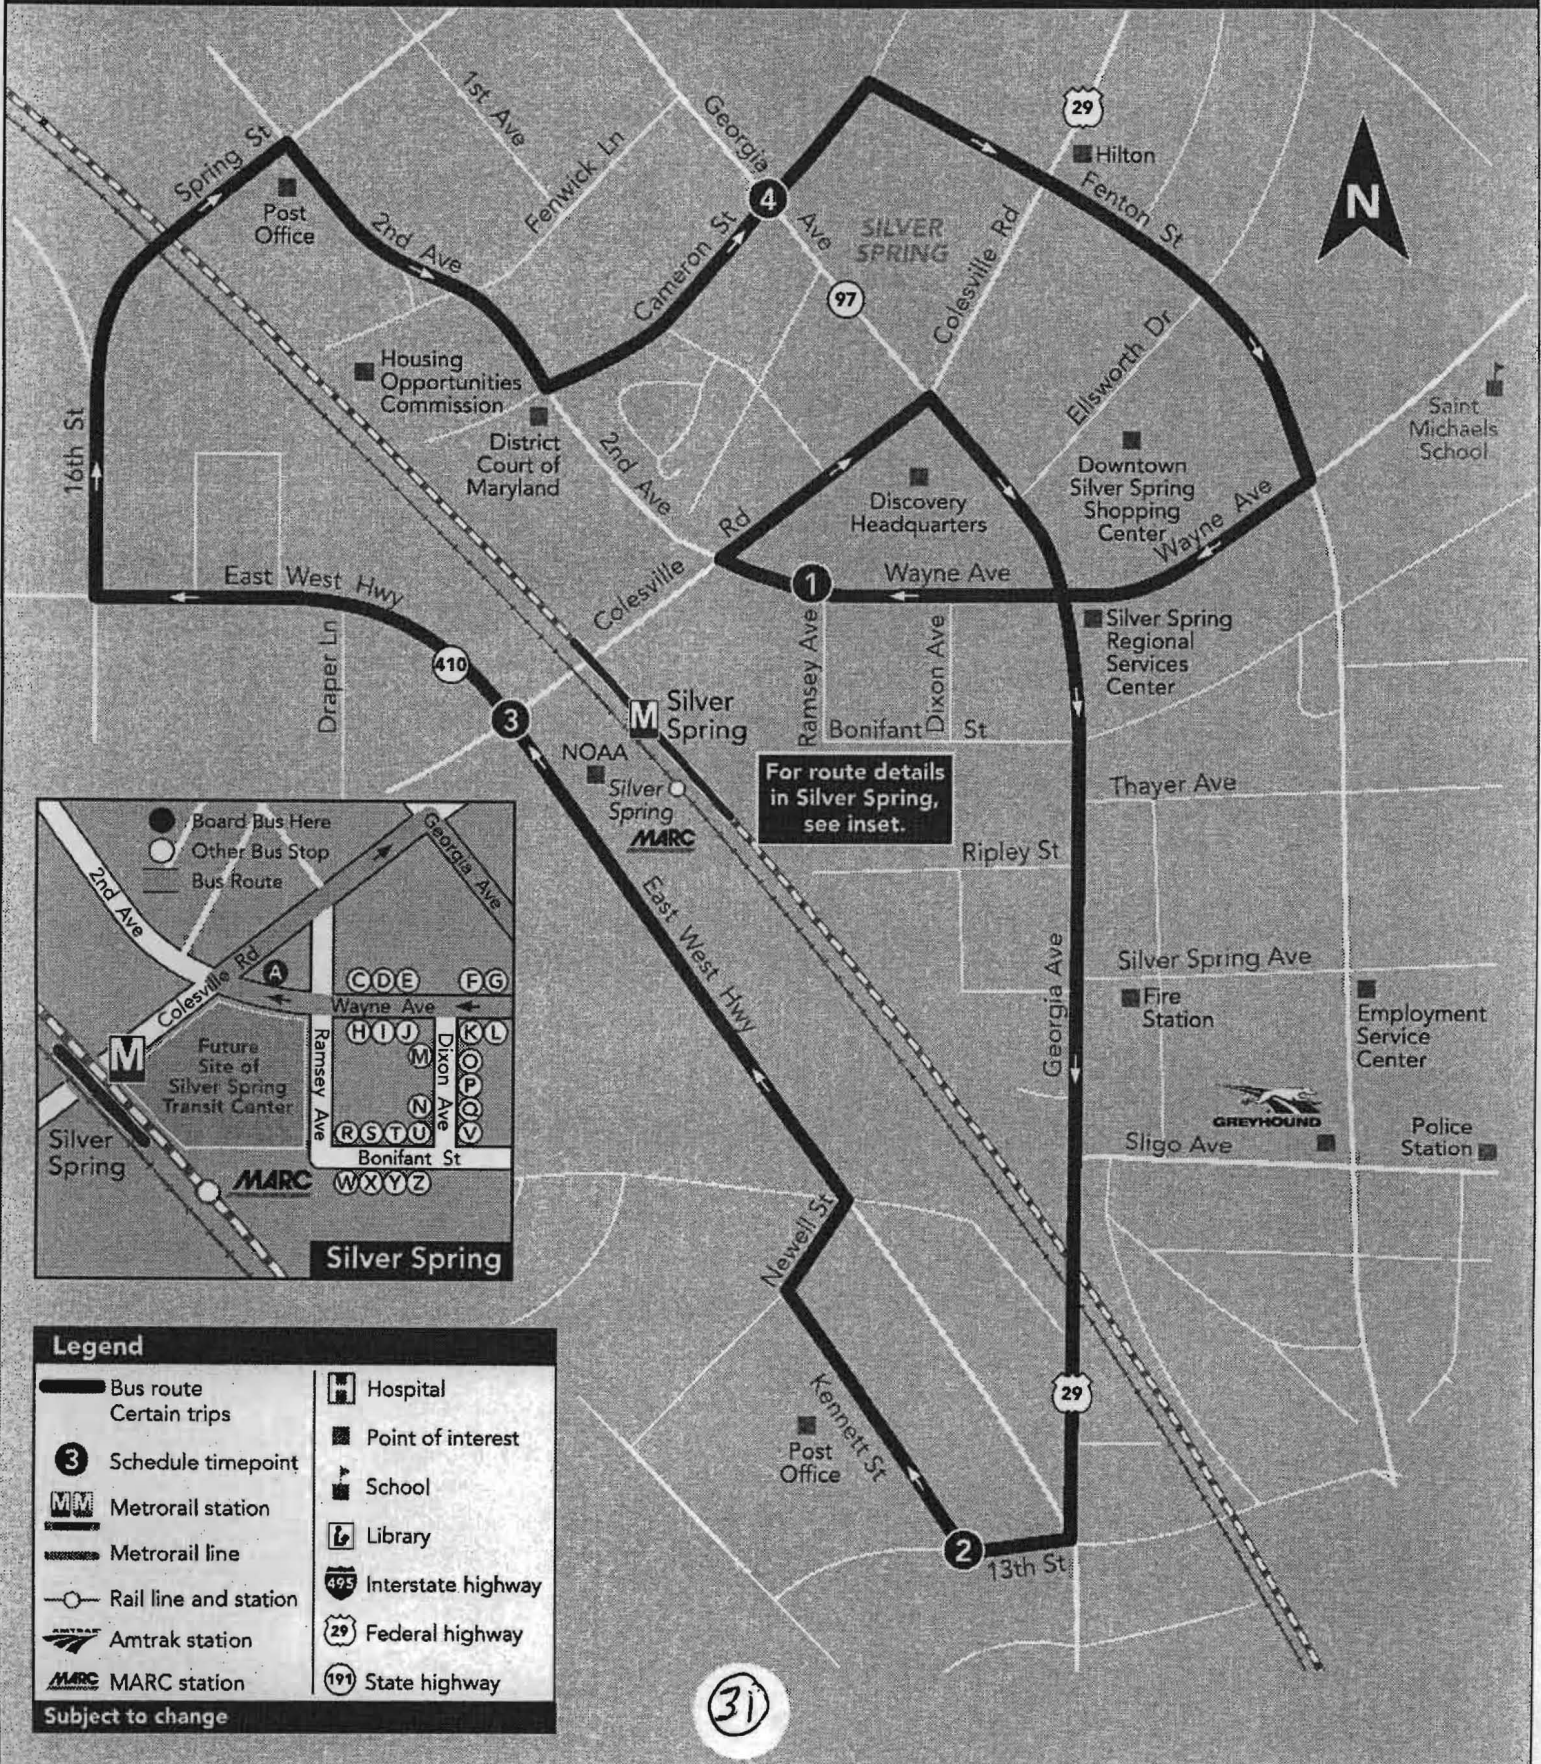 Spring St
Post
Office
1st Ave
2nd Ave
Fenwick Ln
Georgia
Ave
4
Cameron St
SILVER
SPRING
97
Colesville Rd
29
Hilton
Fenton St
N
Ellsworth Dr
Housing
Opportunities
Commission
District
Court of
Maryland
2nd Ave
16th St
Discovery
Headquarters
Downtown
Silver Spring
Shopping
Center
Saint
Michaels
School
Wayne Ave
East West Hwy
Colesville
Rd
1
Wayne Ave
Draper Ln
410
3
M
Silver
Spring
Ramsey Ave
Dixon Ave
Bonifant St
Silver Spring
Regional
Services
Center
NOAA
Silver
Spring
MARC
For route details
in Silver Spring,
see inset.
Thayer Ave
Ripley St
East West Hwy
Georgia Ave
Silver Spring Ave
Fire
Station
Employment
Service
Center
GREYHOUND
Sligo Ave
Police
Station
Newell St
Kennett St
Post
Office
29
2
13th St
Board Bus Here
Other Bus Stop
Bus Route
Georgia Ave
2nd Ave
Colesville Rd
A
C D E F G
Wayne Ave
H I J K L
M O
P
N Q
R S T U V
Ramsey Ave
Dixon Ave
Bonifant St
W X Y Z
M
Future
Site of
Silver Spring
Transit Center
Silver
Spring
MARC
Silver Spring
Legend
Bus route
Certain trips
3 Schedule timepoint
M M Metrorail station
Metrorail line
Rail line and station
AMTRAK Amtrak station
MARC MARC station
H Hospital
Point of interest
School
Library
495 Interstate highway
29 Federal highway
191 State highway
Subject to change
31